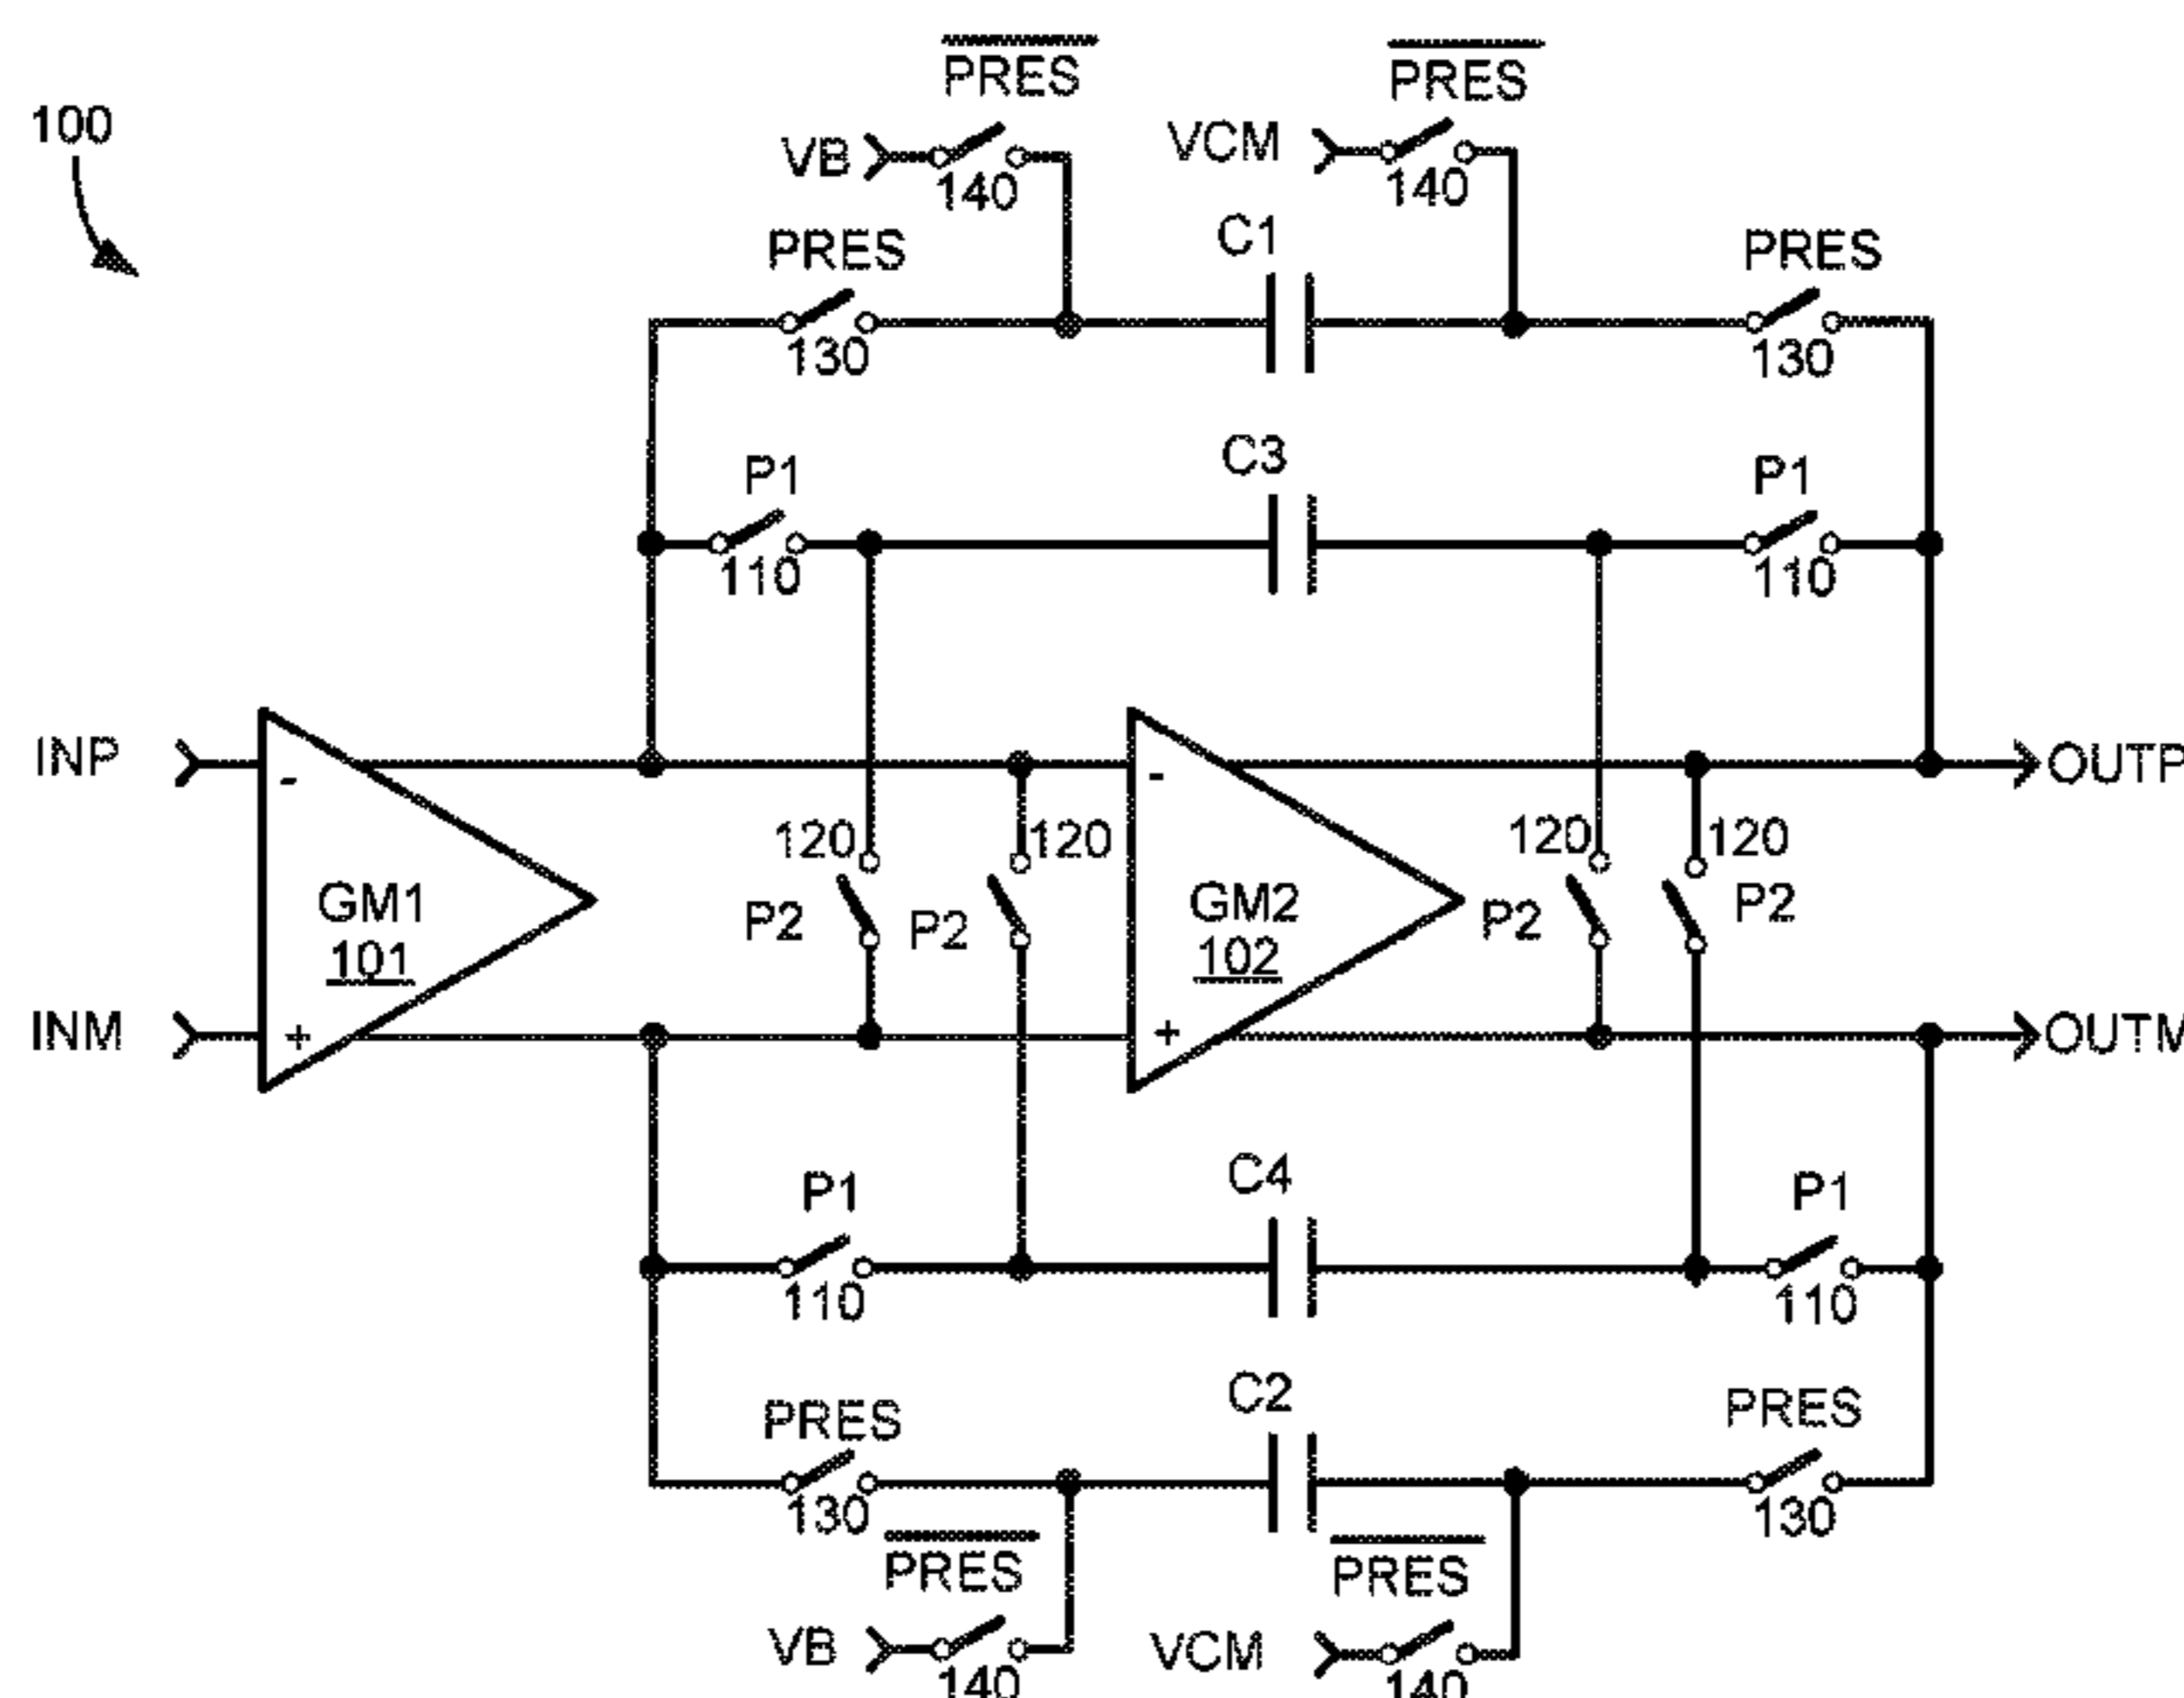 PRES
PRES
100
VB
140
VCM
140
PRES
130
C1
PRES
130
P1
110
C3
P1
110
INP
-
-
OUTP
120
120
120
120
GM1
101
P2
P2
GM2
102
P2
P2
INM
+
+
OUTM
P1
110
C4
P1
110
PRES
130
C2
PRES
130
PRES
PRES
VB
140
VCM
140